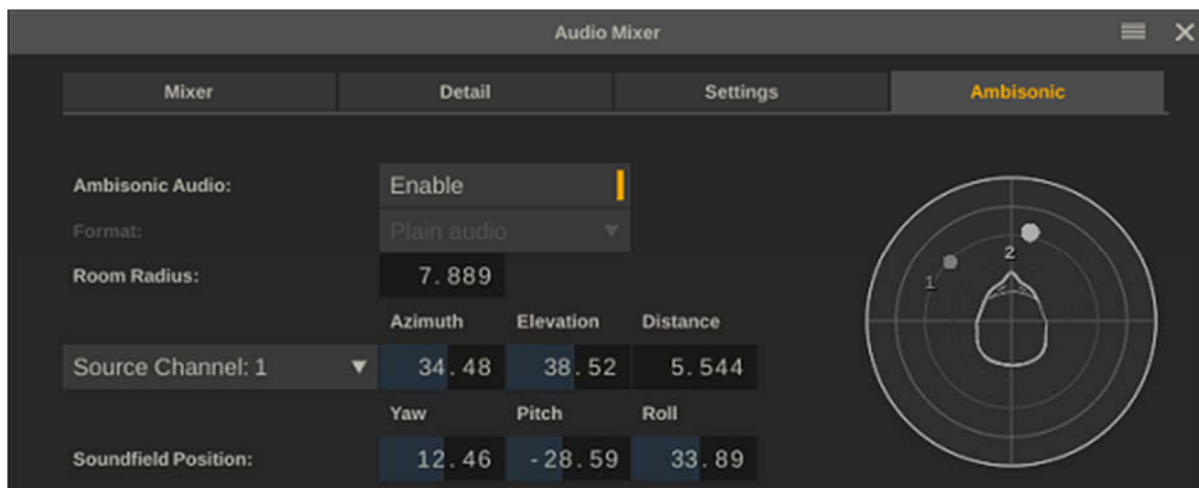 Audio Mixer
Mixer Detail Settings Ambisonic
Ambisonic Audio: Enable
Format: Plain audio
Room Radius: 7.889
Azimuth Elevation Distance
Source Channel: 1 34.48 38.52 5.544
Yaw Pitch Roll
Soundfield Position: 12.46 -28.59 33.89
2
1